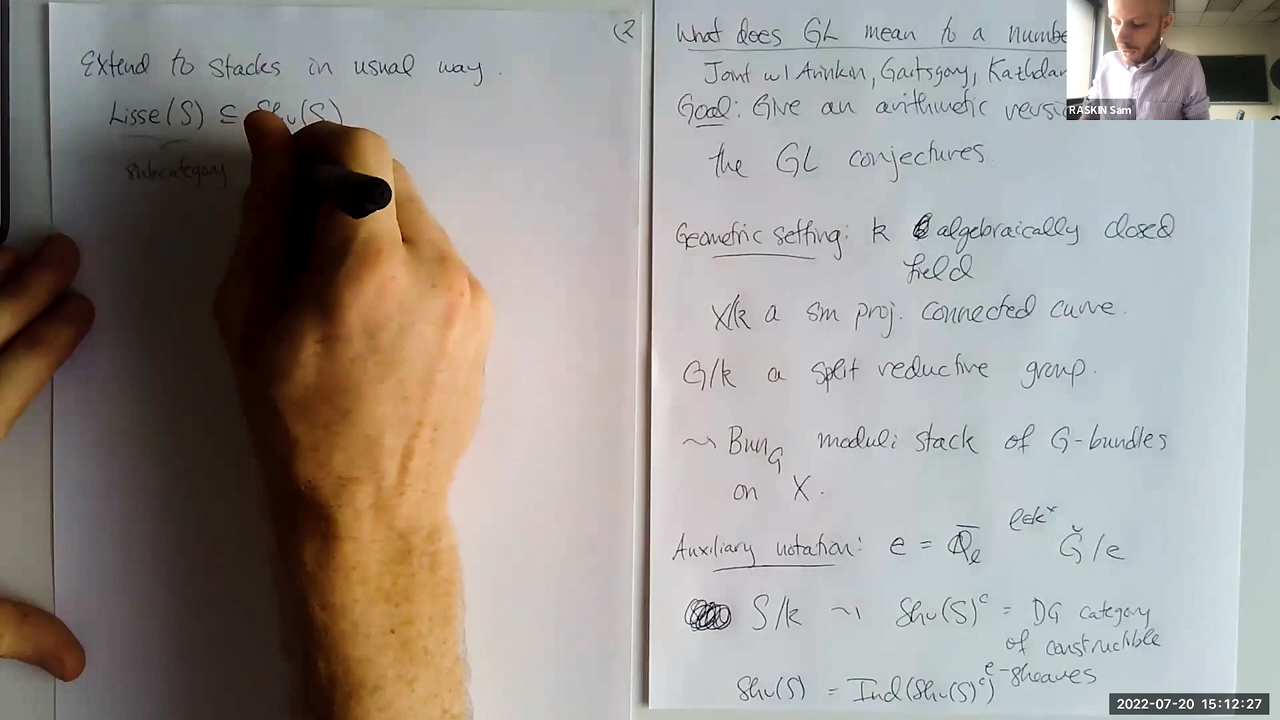 (2
Extend to stacks in usual way.
Lisse(S) ⊆ Shv(S)
subcategory
What does GL mean to a numbe
Joint w/ Arinkin, Gaitsgory, Kazhdan
Goal: Give an arithmetic versio
the GL conjectures.
Geometric setting: k algebraically closed
field
X/k a sm proj. connected curve.
G/k a split reductive group.
⇝ Bun_G moduli stack of G-bundles
on X.
Auxiliary notation: e = Q̄_ℓ ℓ∈k^× Ǧ/e
S/k ⇝ Shv(S)^c = DG category
of constructible
e-sheaves
Shv(S) = Ind(Shv(S)^c)
RASKIN Sam
2022-07-20 15:12:27